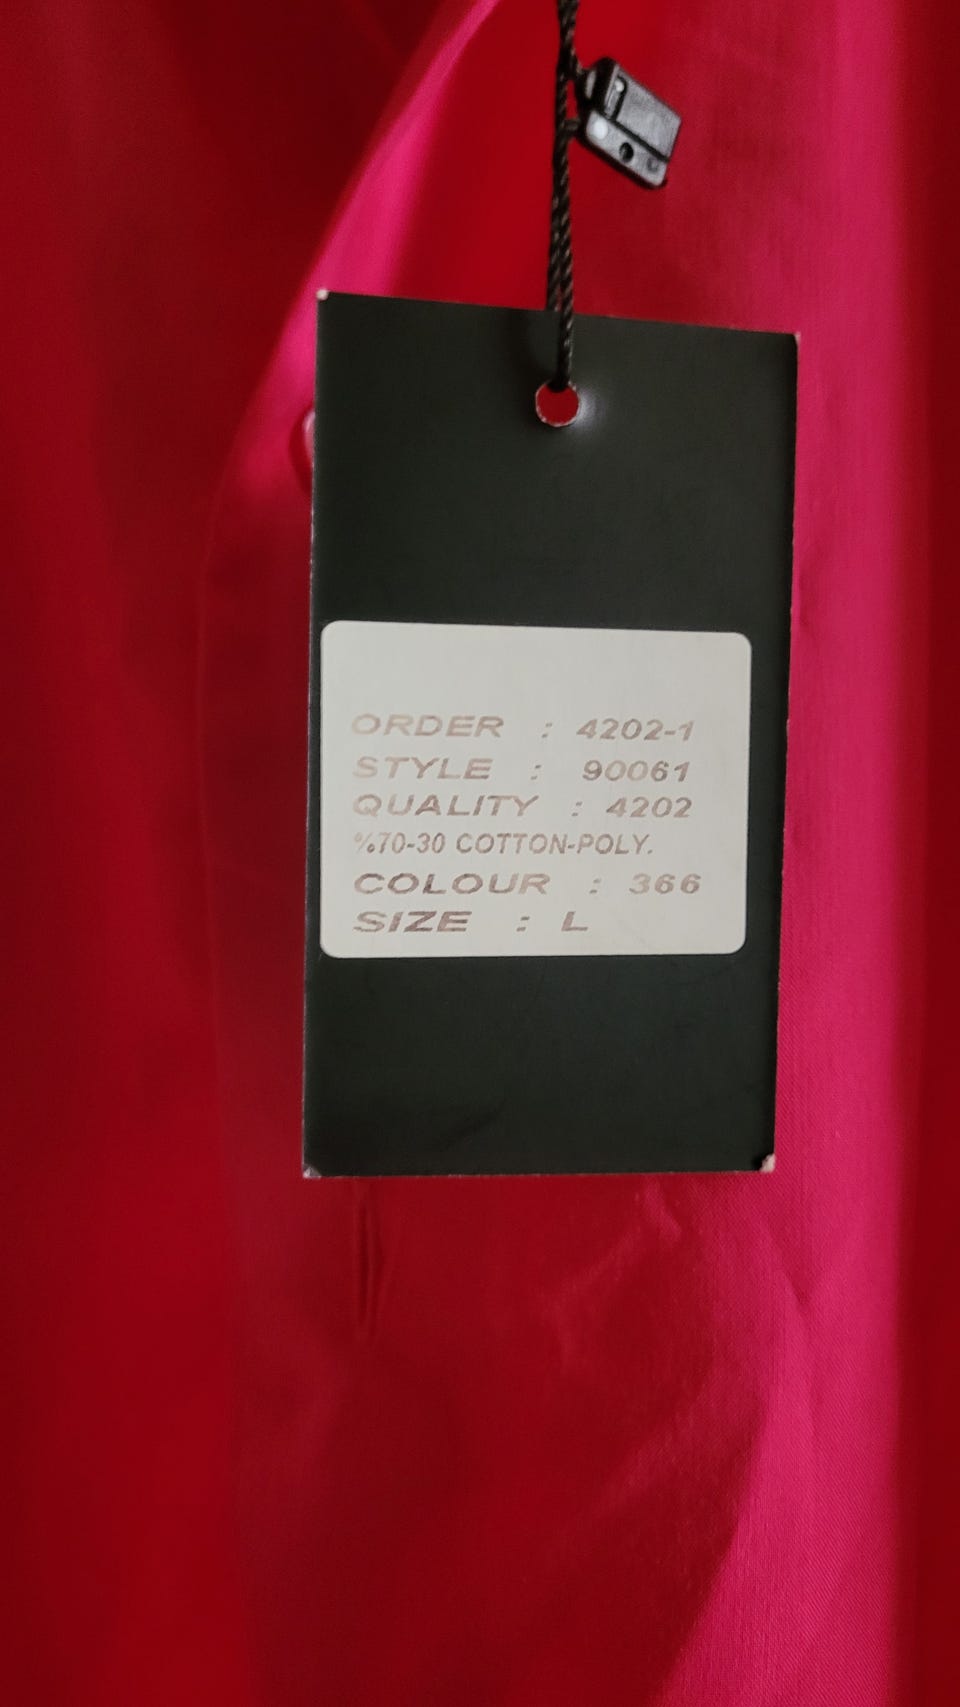 ORDER : 4202-1
STYLE : 90061
QUALITY : 4202
%70-30 COTTON-POLY.
COLOUR : 366
SIZE : L